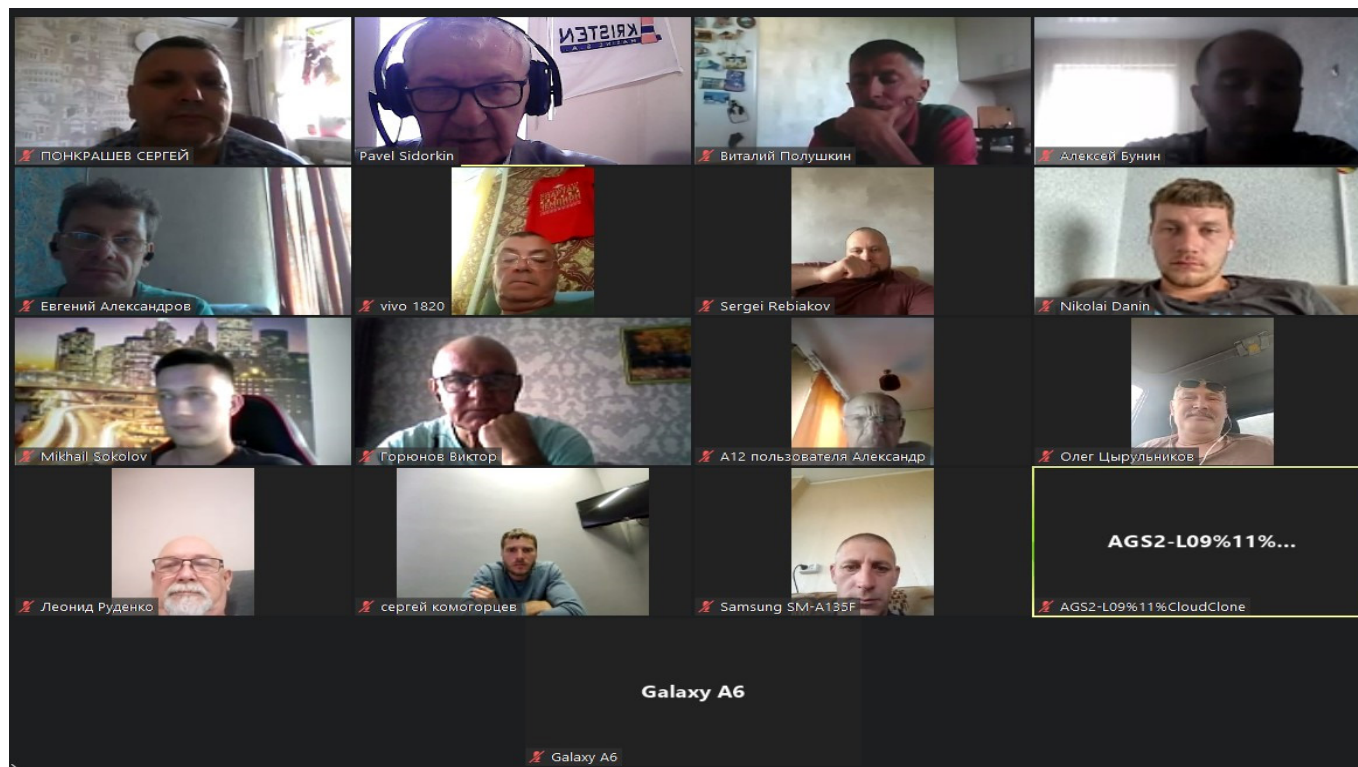 KRISTEN
MARINE S.A.
ПОНКРАШЕВ СЕРГЕЙ
Pavel Sidorkin
Виталий Полушкин
Алексей Бунин
Евгений Александров
vivo 1820
Sergei Rebiakov
Nikolai Danin
Mikhail Sokolov
Горюнов Виктор
A12 пользователя Александр
Олег Цырульников
Леонид Руденко
сергей комогорцев
Samsung SM-A135F
AGS2-L09%11%...
AGS2-L09%11%CloudClone
Galaxy A6
Galaxy A6